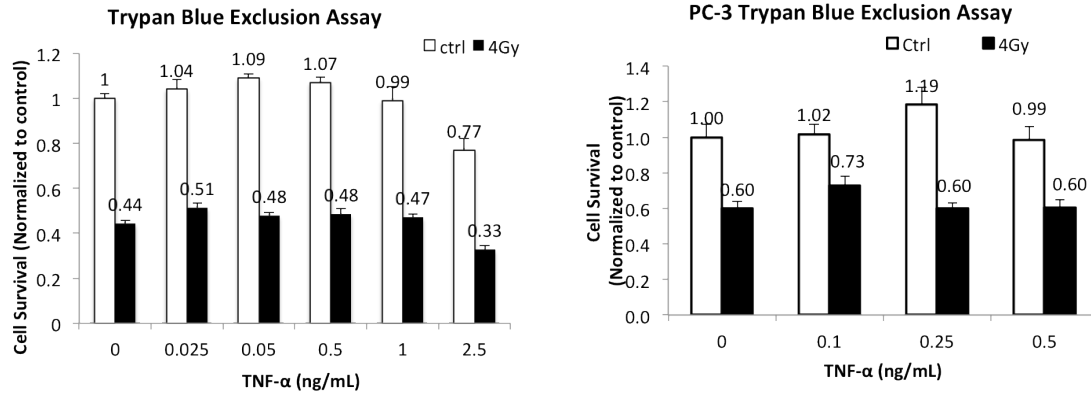 Trypan Blue Exclusion Assay
ctrl 4Gy
Cell Survival (Normalized to control)
1.2
1
0.8
0.6
0.4
0.2
0
1 1.04 1.09 1.07 0.99 0.77
0.44 0.51 0.48 0.48 0.47 0.33
0 0.025 0.05 0.5 1 2.5
TNF-α (ng/mL)
PC-3 Trypan Blue Exclusion Assay
Ctrl 4Gy
Cell Survival
(Normalized to control)
1.4
1.2
1.0
0.8
0.6
0.4
0.2
0.0
1.00 1.02 1.19 0.99
0.60 0.73 0.60 0.60
0 0.1 0.25 0.5
TNF-α (ng/mL)